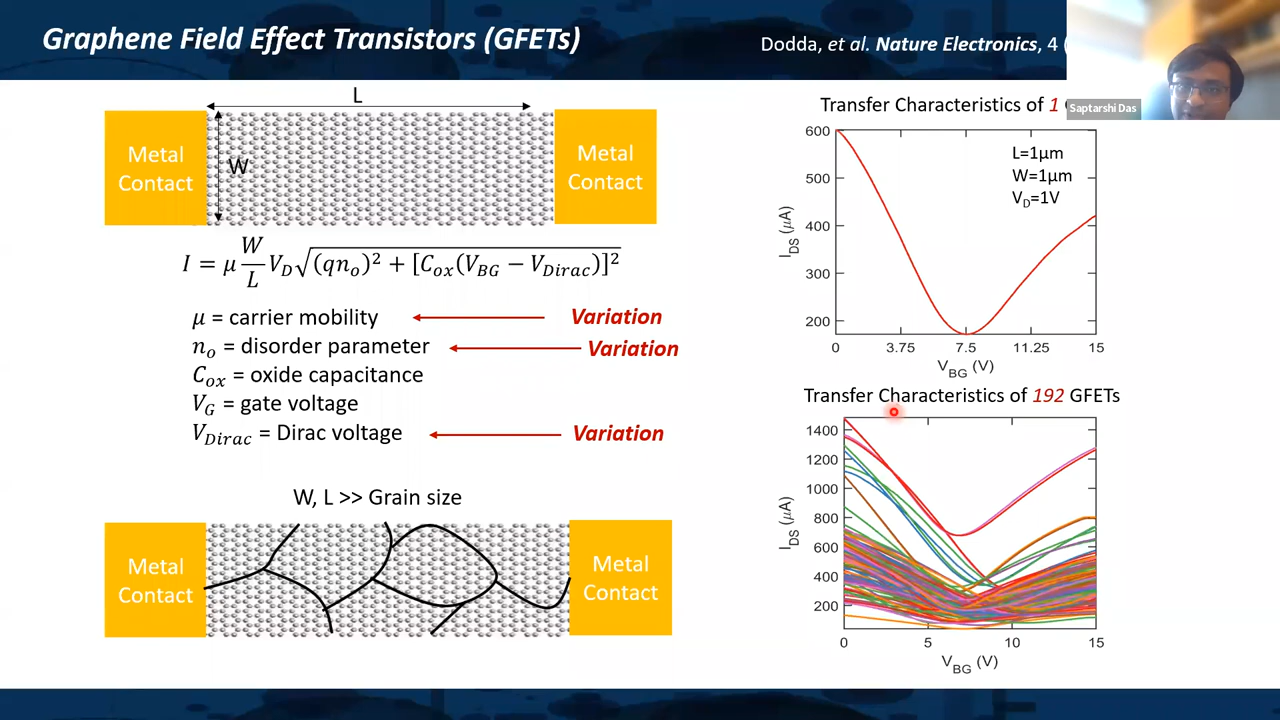 Graphene Field Effect Transistors (GFETs)
Dodda, et al. Nature Electronics, 4 (
Saptarshi Das
L
W
Metal
Contact
Metal
Contact
I = μ W/L V_D √((qn_o)² + [C_ox(V_BG − V_Dirac)]²)
μ = carrier mobility
Variation
n_o = disorder parameter
Variation
C_ox = oxide capacitance
V_G = gate voltage
V_Dirac = Dirac voltage
Variation
W, L >> Grain size
Metal
Contact
Metal
Contact
Transfer Characteristics of 1
L=1μm
W=1μm
V_D=1V
600
500
400
300
200
I_DS (μA)
0 3.75 7.5 11.25 15
V_BG (V)
Transfer Characteristics of 192 GFETs
1400
1200
1000
800
600
400
200
I_DS (μA)
0 5 10 15
V_BG (V)